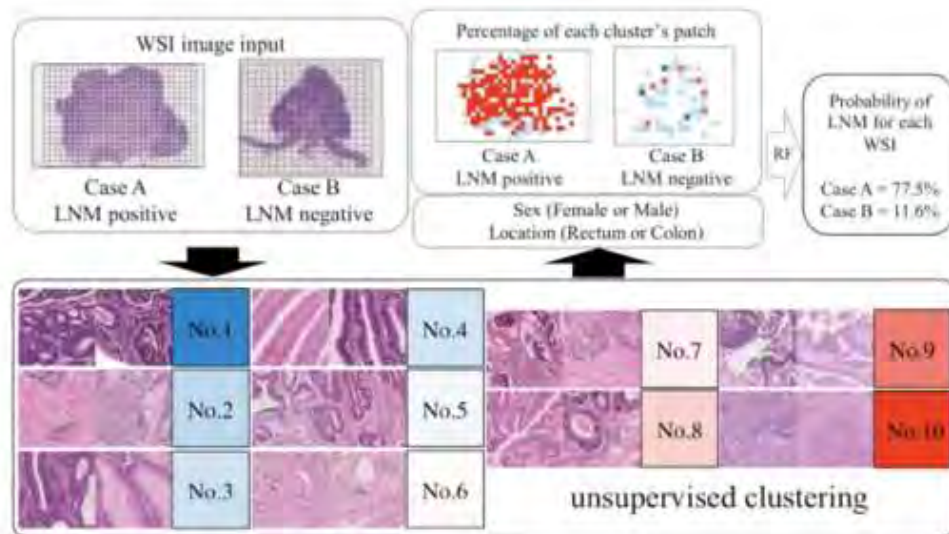 WSI image input
Case A
LNM positive
Case B
LNM negative
Percentage of each cluster's patch
Case A
LNM positive
Case B
LNM negative
Sex (Female or Male)
Location (Rectum or Colon)
RF
Probability of
LNM for each
WSI
Case A = 77.5%
Case B = 11.6%
No.1
No.4
No.2
No.5
No.3
No.6
No.7
No.9
No.8
No.10
unsupervised clustering